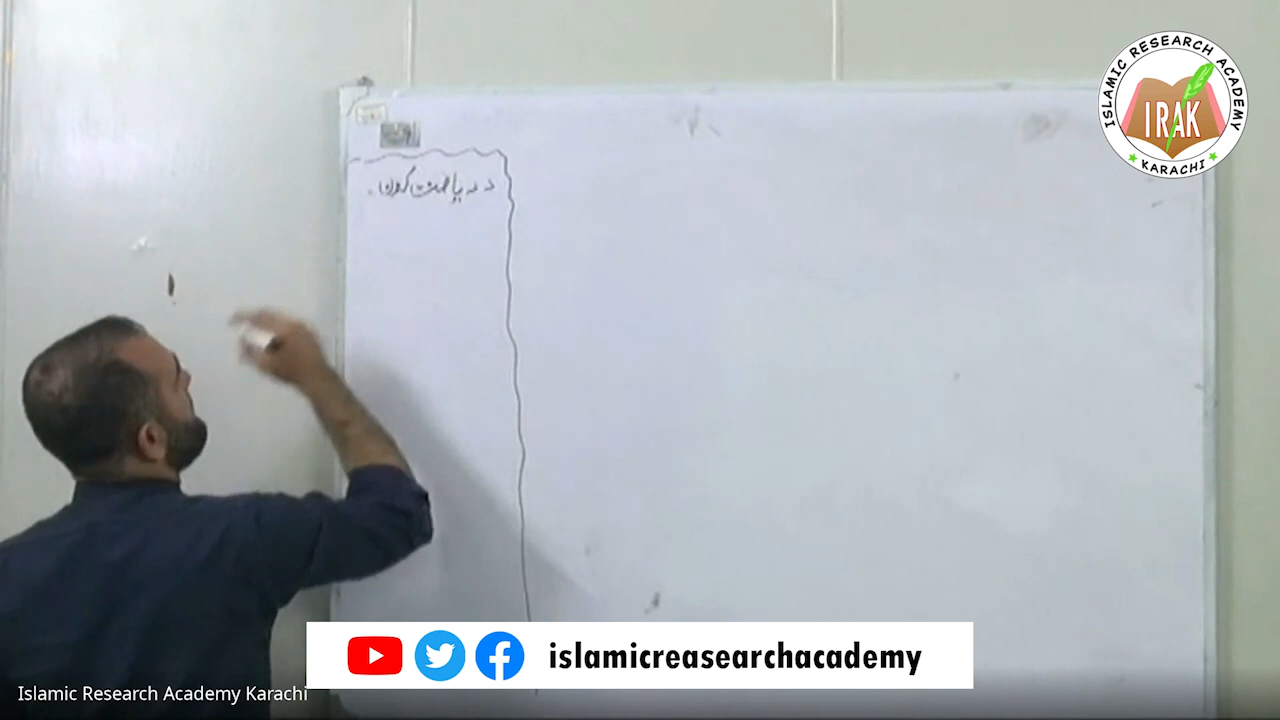 ISLAMIC RESEARCH ACADEMY
IRAK
KARACHI
islamicreasearchacademy
Islamic Research Academy Karachi